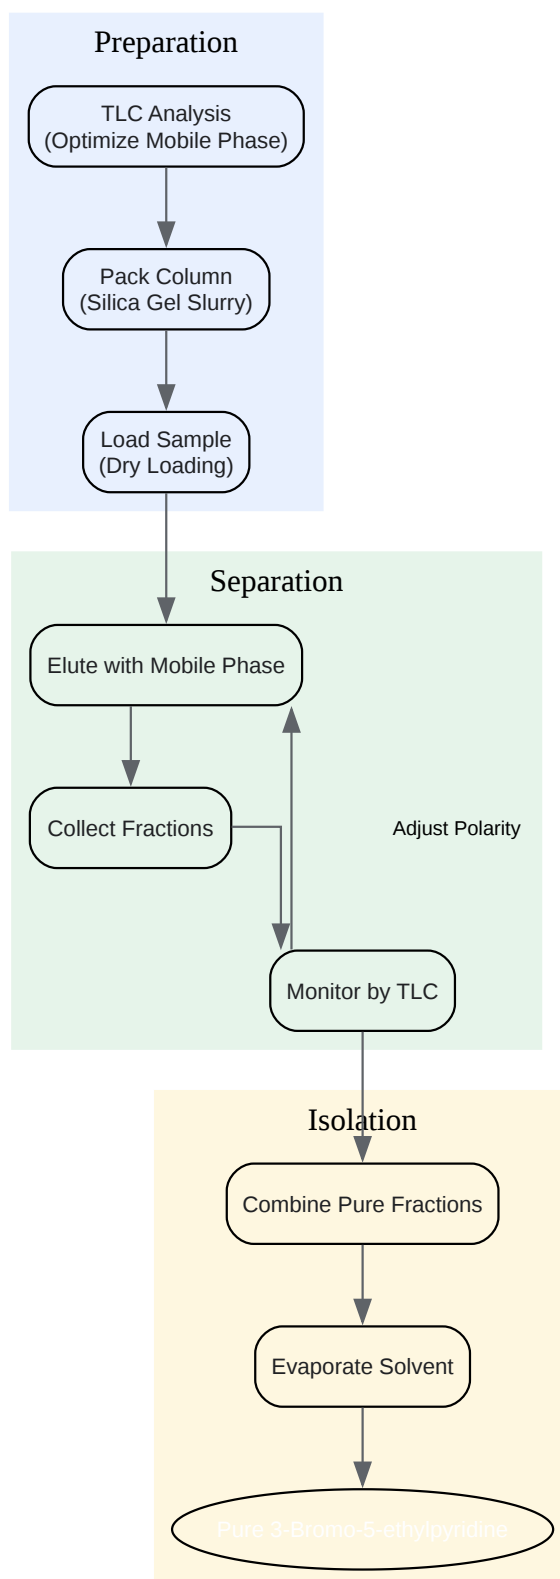 Preparation
TLC Analysis
(Optimize Mobile Phase)
Pack Column
(Silica Gel Slurry)
Load Sample
(Dry Loading)
Separation
Elute with Mobile Phase
Collect Fractions
Adjust Polarity
Monitor by TLC
Isolation
Combine Pure Fractions
Evaporate Solvent
Pure 3-Bromo-5-ethylpyridine